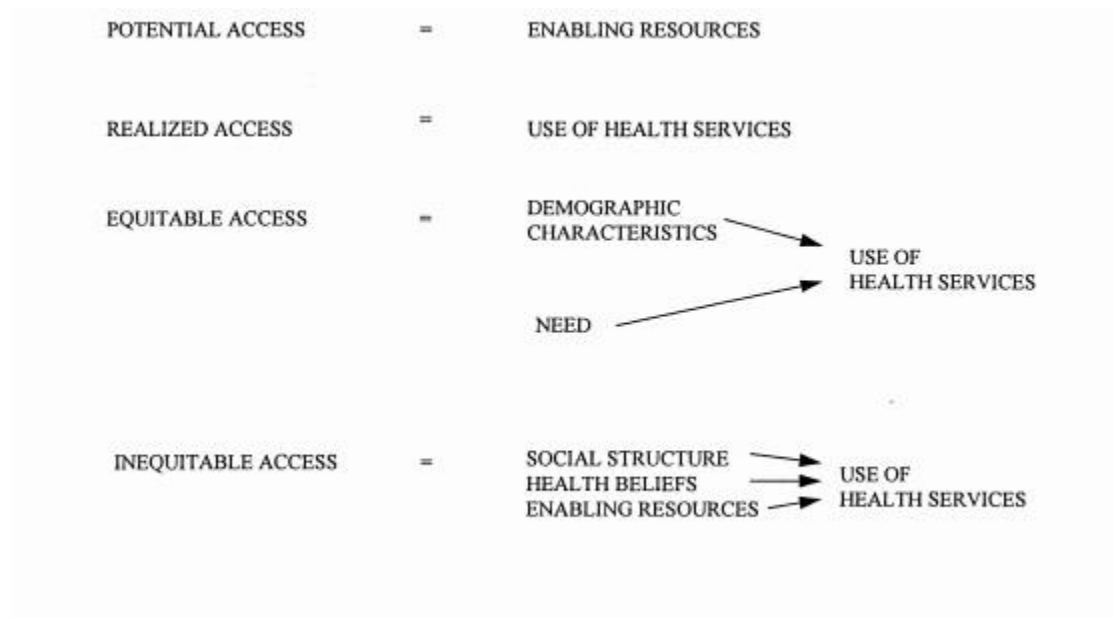 POTENTIAL ACCESS = ENABLING RESOURCES
REALIZED ACCESS = USE OF HEALTH SERVICES
EQUITABLE ACCESS = DEMOGRAPHIC
CHARACTERISTICS
USE OF
HEALTH SERVICES
NEED
INEQUITABLE ACCESS = SOCIAL STRUCTURE
HEALTH BELIEFS
ENABLING RESOURCES
USE OF
HEALTH SERVICES